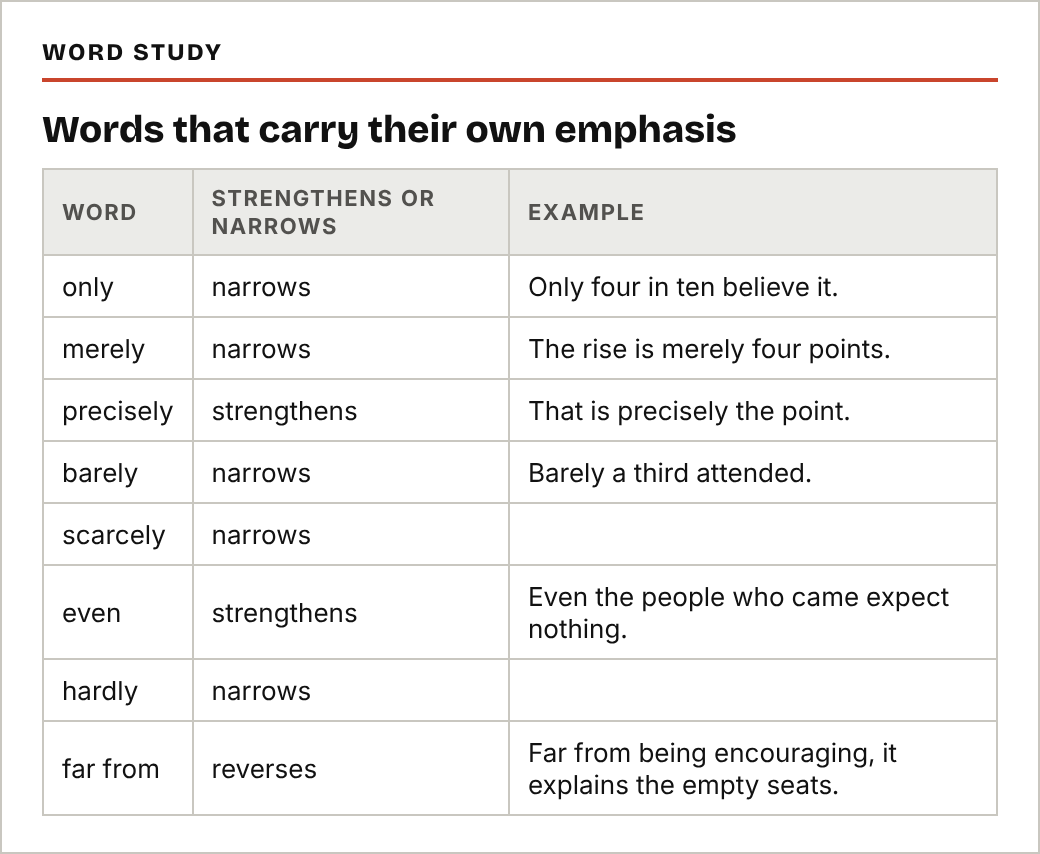 WORD STUDY
Words that carry their own emphasis
WORD
STRENGTHENS OR
NARROWS
EXAMPLE
only
narrows
Only four in ten believe it.
merely
narrows
The rise is merely four points.
precisely
strengthens
That is precisely the point.
barely
narrows
Barely a third attended.
scarcely
narrows
even
strengthens
Even the people who came expect
nothing.
hardly
narrows
far from
reverses
Far from being encouraging, it
explains the empty seats.